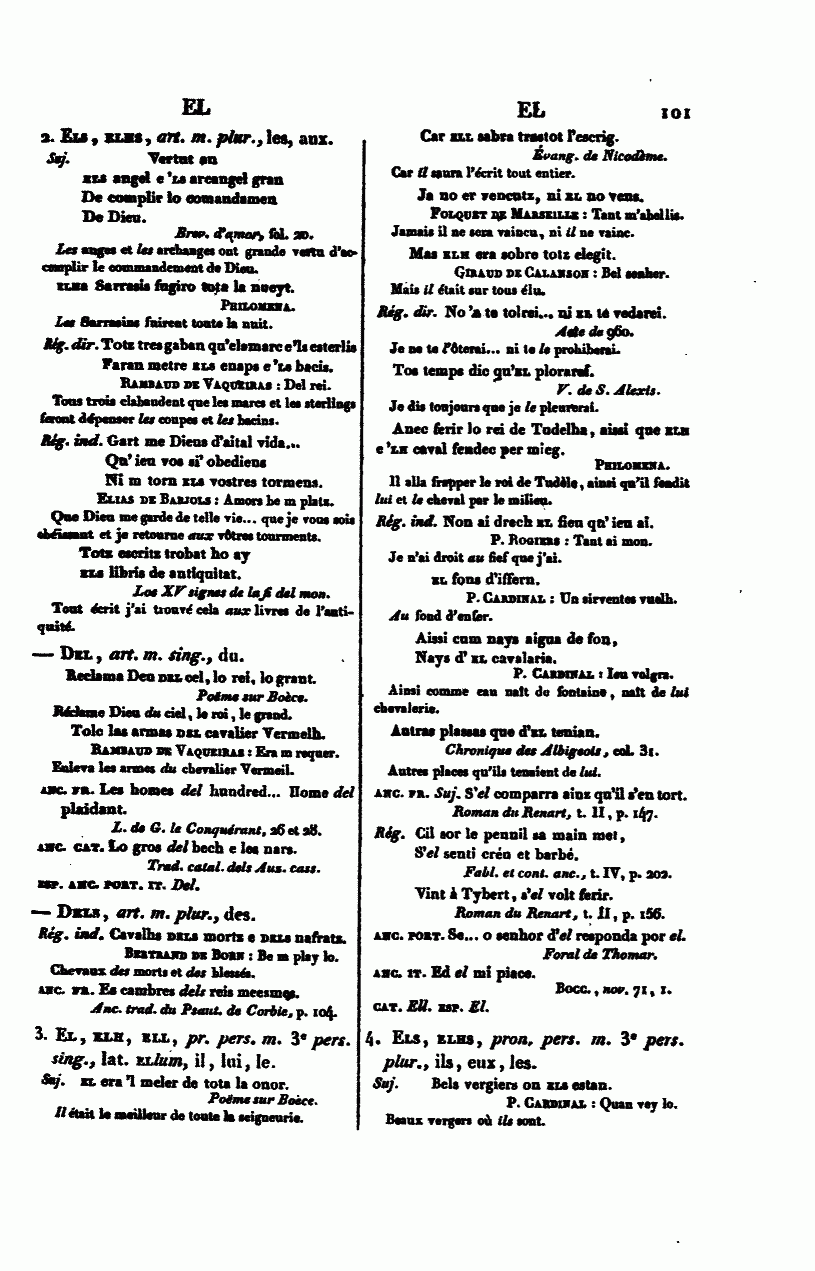 EL
EL 101
2. ELS, ELHS, art. m. plur., les, aux.
Suj. Vertut an
ELS angel e 'LS arcangel gran
De complir lo comandamen
De Dieu.
Brev. d'amor, fol. 20.
Les anges et les archanges ont grande vertu d'ac-
complir le commandement de Dieu.
ELHS Sarrasis fugiro tota la nueyt.
PHILOMENA.
Les Sarrasins fuirent toute la nuit.
Rég. dir. Totz tres gaban qu'els marc e 'ls esterlis
Faran metre ELS enaps e 'LS bacis.
RAMBAUD DE VAQUEIRAS : Del rei.
Tous trois clabaudent que les marcs et les sterlings
feront dépenser les coupes et les bacins.
Rég. ind. Gart me Dieus d'aital vida...
Qu' ieu vos si' obediens
Ni m torn ELS vostres tormens.
ELIAS DE BARJOLS : Amors be m platz.
Que Dieu me garde de telle vie... que je vous sois
obéissant et je retourne aux vôtres tourments.
Totz escritz trobat ho ay
ELS libris de antiquitat.
Los XV signes de la fi del mon.
Tout écrit j'ai trouvé cela aux livres de l'anti-
quité.
— DEL, art. m. sing., du.
Reclama Deu DEL cel, lo rei, lo grant.
Poëme sur Boèce.
Réclame Dieu du ciel, le roi, le grand.
Tolc las armas DEL cavalier Vermelh.
RAMBAUD DE VAQUEIRAS : Era m requer.
Enleva les armes du chevalier Vermeil.
ANC. FR. Les homes del hundred... Home del
plaidant.
L. de G. le Conquérant, 26 et 28.
ANC. CAT. Lo gros del bech e les nars.
Trad. catal. dels Aus. cass.
ESP. ANC. PORT. IT. Del.
— DELS, art. m. plur., des.
Rég. ind. Cavalhs DELS mortz e DELS nafratz.
BERTRAND DE BORN : Be m play lo.
Chevaux des morts et des blessés.
ANC. FR. Es cambres dels reis meesmes.
Anc. trad. du Psaut. de Corbie, p. 104.
3. EL, ELH, ELL, pr. pers. m. 3e pers.
sing., lat. ELlum, il, lui, le.
Suj. EL era 'l meler de tota la onor.
Poëme sur Boèce.
Il était le meilleur de toute la seigneurie.
Car ELL sabra trastot l'escrig.
Évang. de Nicodème.
Car il saura l'écrit tout entier.
Ja no er vencutz, ni EL no vens.
FOLQUET DE MARSEILLE : Tant m'abellis.
Jamais il ne sera vaincu, ni il ne vainc.
Mas ELH era sobre totz elegit.
GIRAUD DE CALANSON : Bel senher.
Mais il était sur tous élu.
Rég. dir. No 'a te tolrei... ni EL te vedarei.
Acte de 960.
Je ne te l'ôterai... ni te le prohiberai.
Tos temps dic qu'EL plorarai.
V. de S. Alexis.
Je dis toujours que je le pleurerai.
Anec ferir lo rei de Tudelha, aissi que ELH
e 'LH caval fendec per mieg.
PHILOMENA.
Il alla frapper le roi de Tudèle, ainsi qu'il fendit
lui et le cheval par le milieu.
Rég. ind. Non ai drech EL fieu qu' ieu ai.
P. ROGIERS : Tant ai mon.
Je n'ai droit au fief que j'ai.
EL fons d'iffern.
P. CARDINAL : Un sirventes vuelh.
Au fond d'enfer.
Aissi cum nays aigua de fon,
Nays d' EL cavalaria.
P. CARDINAL : Ieu volgra.
Ainsi comme eau naît de fontaine, naît de lui
chevalerie.
Autras plassas que d'EL tenian.
Chronique des Albigeois, col. 31.
Autres places qu'ils tenaient de lui.
ANC. FR. Suj. S'el comparra ainz qu'il s'en tort.
Roman du Renart, t. II, p. 147.
Rég. Cil sor le pennil sa main met,
S'el senti créu et barbé.
Fabl. et cont. anc., t. IV, p. 202.
Vint à Tybert, s'el volt ferir.
Roman du Renart, t. II, p. 156.
ANC. PORT. Se... o senhor d'el responda por el.
Foral de Thomar.
ANC. IT. Ed el mi piace.
BOCC., nov. 71, 1.
CAT. Ell. ESP. El.
4. ELS, ELHS, pron. pers. m. 3e pers.
plur., ils, eux, les.
Suj. Bels vergiers on ELS estan.
P. CARDINAL : Quan vey lo.
Beaux vergers où ils sont.